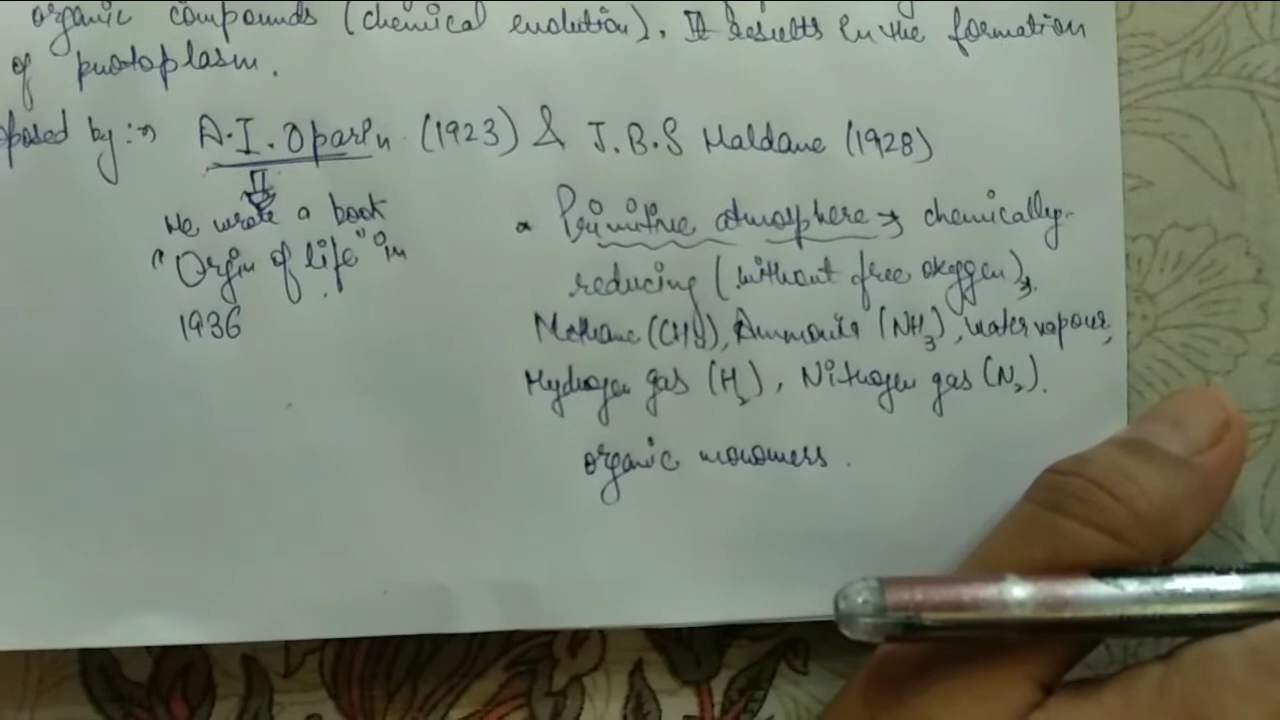 organic compounds (chemical evolution). It results in the formation
of protoplasm.
posed by:→ A.I. Oparin (1923) & J.B.S Haldane (1928)
He wrote a book
"Orgin of life" in
1936
* Primitive atmosphere → chemically
reducing (without free oxygen),
Methane (CH4), Ammonia (NH3), water vapour,
Hydrogen gas (H2), Nitrogen gas (N2).
organic monomers.